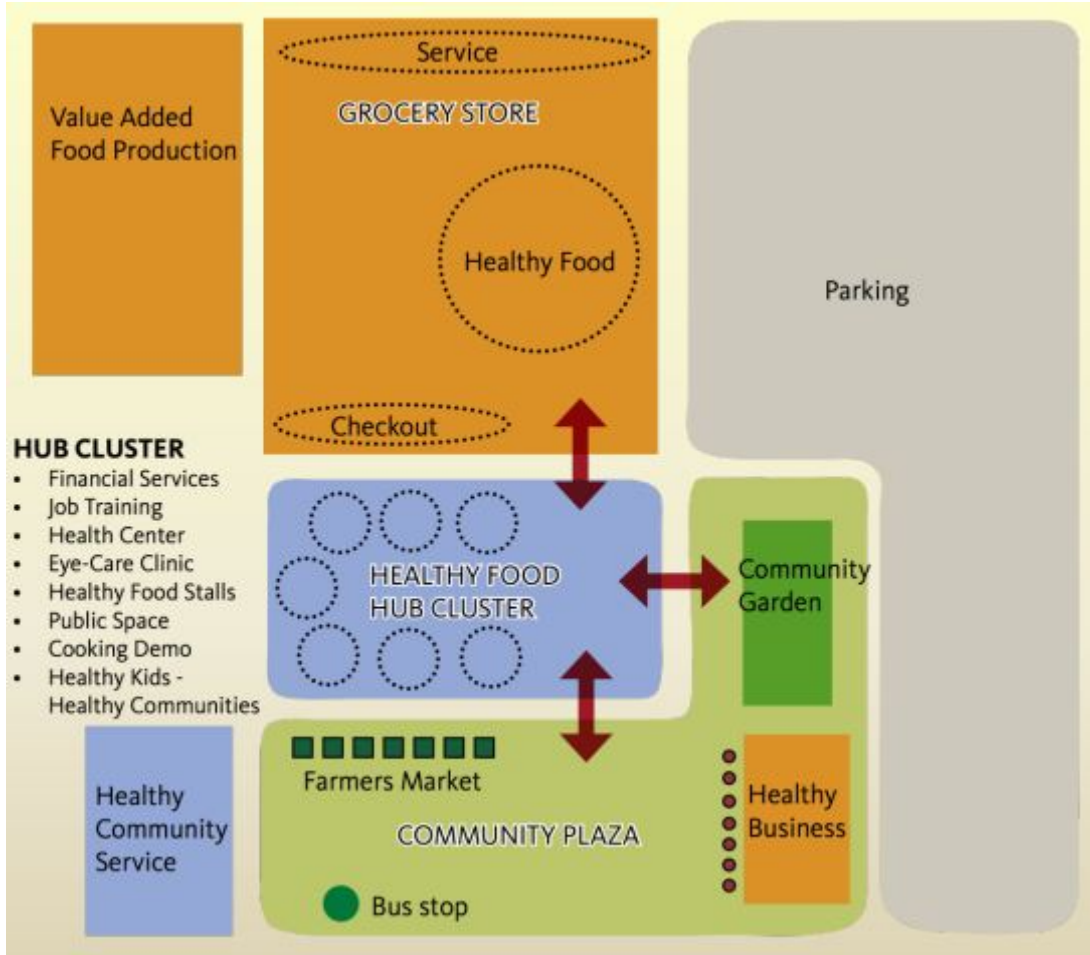 Service
GROCERY STORE
Value Added
Food Production
Healthy Food
Parking
Checkout
HUB CLUSTER
• Financial Services
• Job Training
• Health Center
• Eye-Care Clinic
• Healthy Food Stalls
• Public Space
• Cooking Demo
• Healthy Kids -
Healthy Communities
HEALTHY FOOD
HUB CLUSTER
Community
Garden
Farmers Market
Healthy
Community
Service
COMMUNITY PLAZA
Healthy
Business
Bus stop